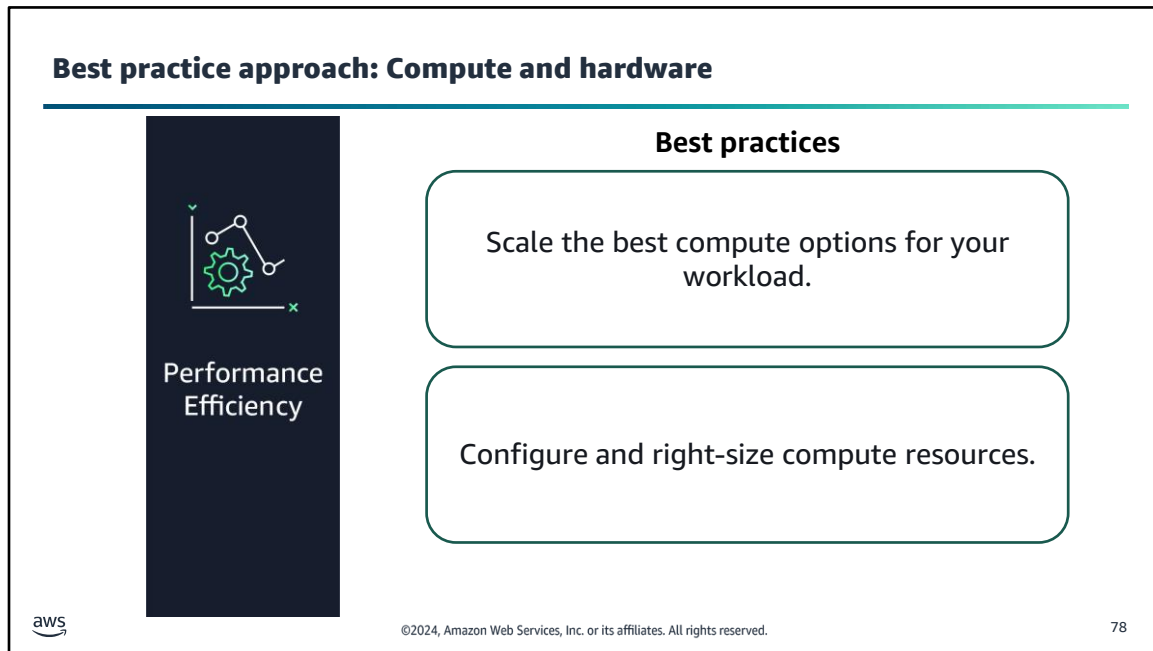 Best practice approach: Compute and hardware
Performance
Efficiency
Best practices
Scale the best compute options for your
workload.
Configure and right-size compute resources.
aws
©2024, Amazon Web Services, Inc. or its affiliates. All rights reserved.
78